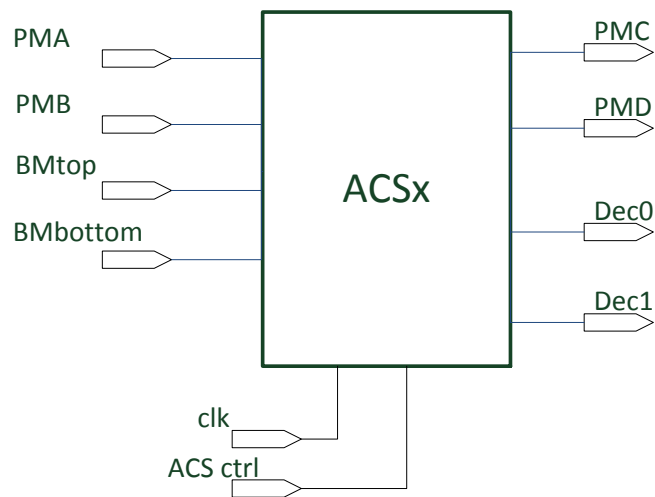 PMA
PMC
PMB
PMD
BMtop
ACSx
BMbottom
Dec0
Dec1
clk
ACS ctrl